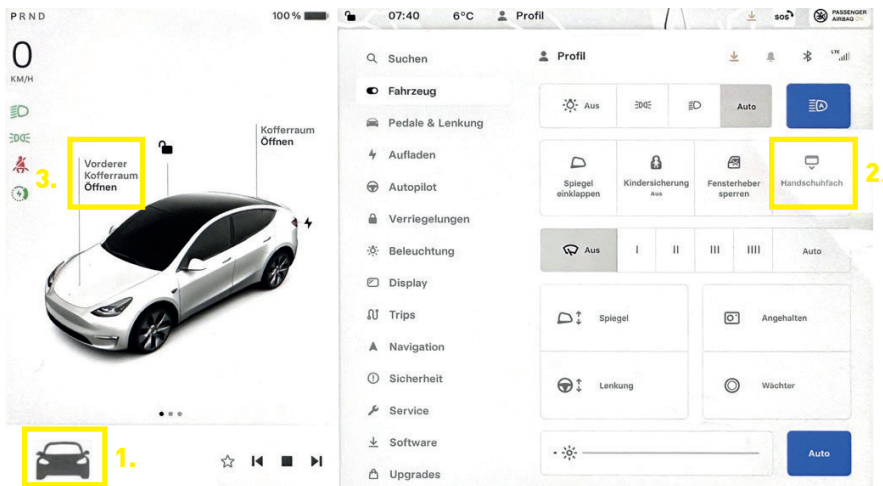 PRND
100 %
0
KM/H
3.
Vorderer
Kofferraum
Öffnen
Kofferraum
Öffnen
1.
07:40 6°C Profil
SOS
PASSENGER
AIRBAG ON
Suchen
Fahrzeug
Pedale & Lenkung
Aufladen
Autopilot
Verriegelungen
Beleuchtung
Display
Trips
Navigation
Sicherheit
Service
Software
Upgrades
Profil
LTE
Aus Auto
A
Spiegel
einklappen
Kindersicherung
Aus
Fensterheber
sperren
Handschuhfach
2.
Aus I II III IIII Auto
Spiegel
Angehalten
Lenkung
Wächter
Auto